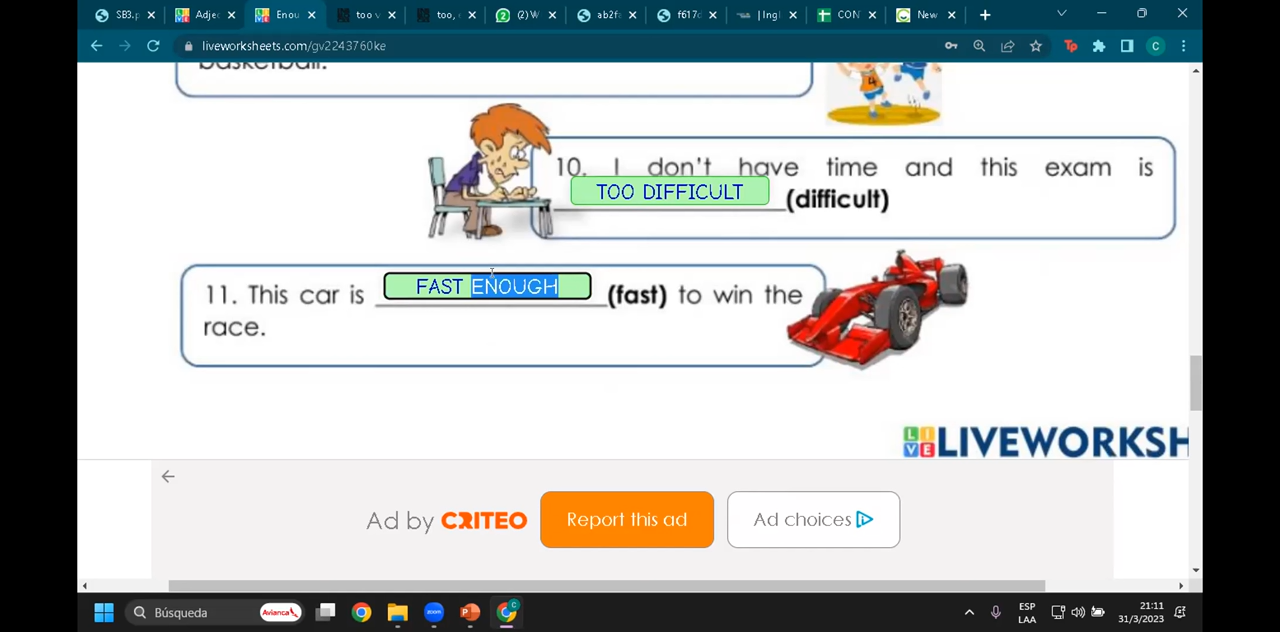 SB3.p
Adje
Enou
too v
too,
(2) W
ab2f
f617c
| Ingl
CON
New
liveworksheets.com/gv2243760ke
basketball.
10. I don't have time and this exam is
TOO DIFFICULT (difficult)
11. This car is FAST ENOUGH (fast) to win the
race.
LIVEWORKSH
Ad by CRITEO
Report this ad
Ad choices
Búsqueda
Avianca
zoom
ESP
LAA
21:11
31/3/2023